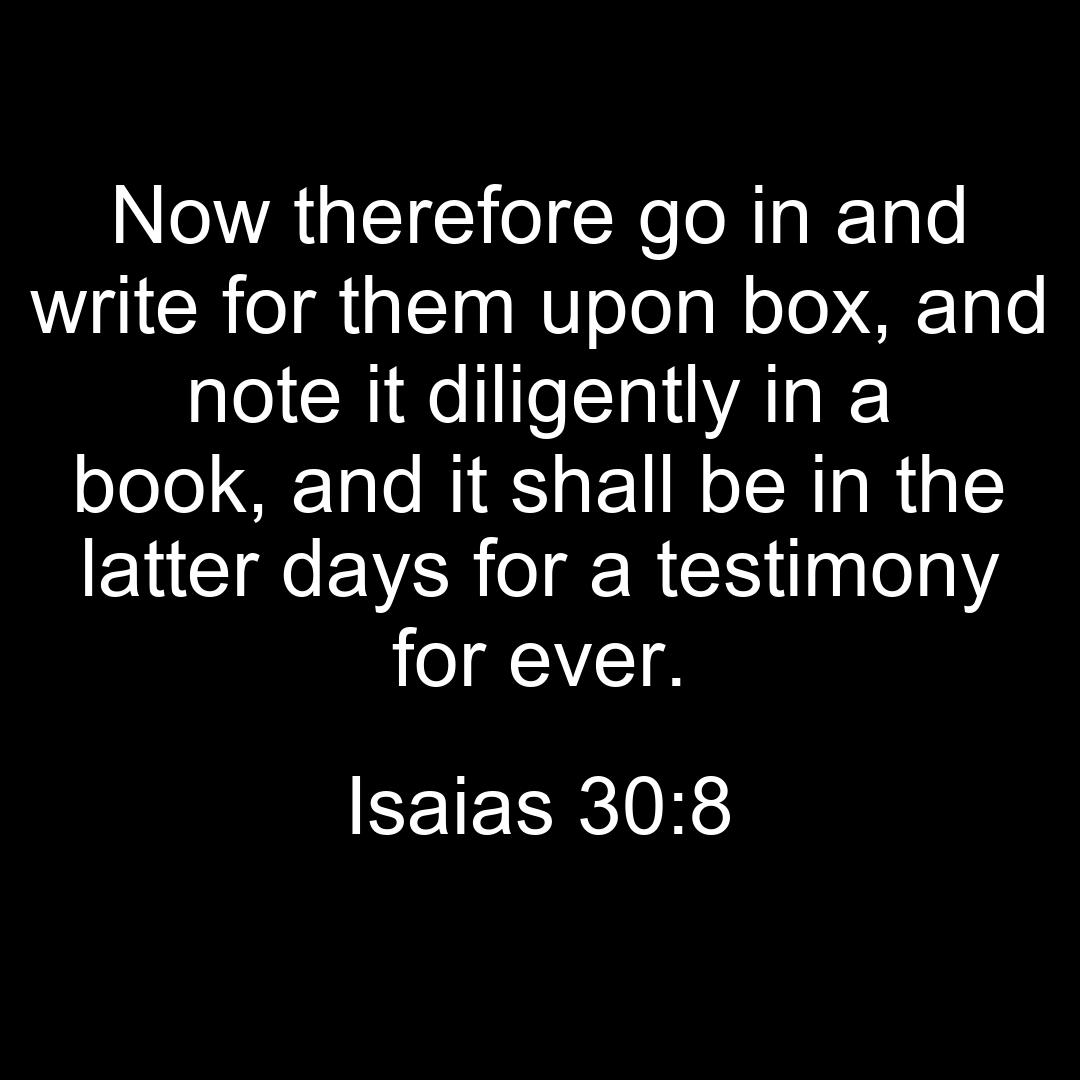 Now therefore go in and
write for them upon box, and
note it diligently in a
book, and it shall be in the
latter days for a testimony
for ever.
Isaias 30:8